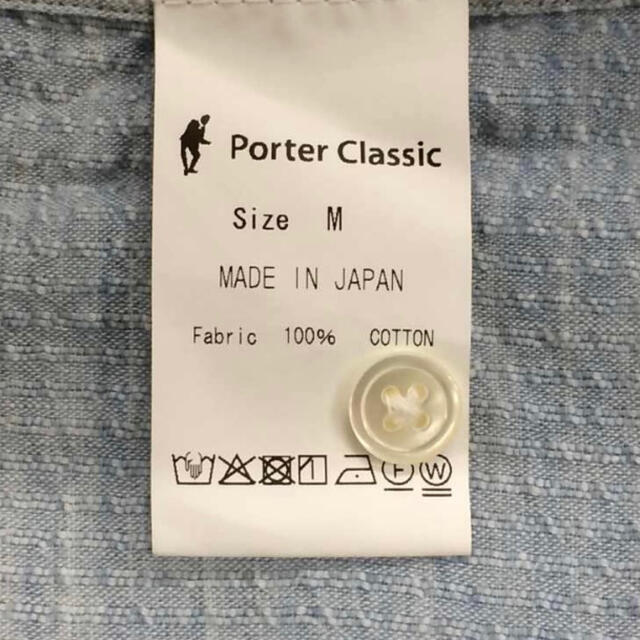 Porter Classic
Size M
MADE IN JAPAN
Fabric 100% COTTON
F W